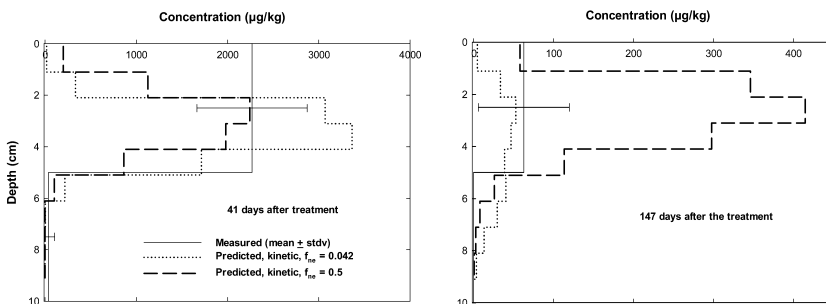 Concentration (µg/kg)
0 1000 2000 3000 4000
0
2
4
6
8
10
Depth (cm)
41 days after treatment
Measured (mean ± stdv)
Predicted, kinetic, fne = 0.042
Predicted, kinetic, fne = 0.5
Concentration (µg/kg)
0 100 200 300 400
0
2
4
6
8
10
147 days after the treatment